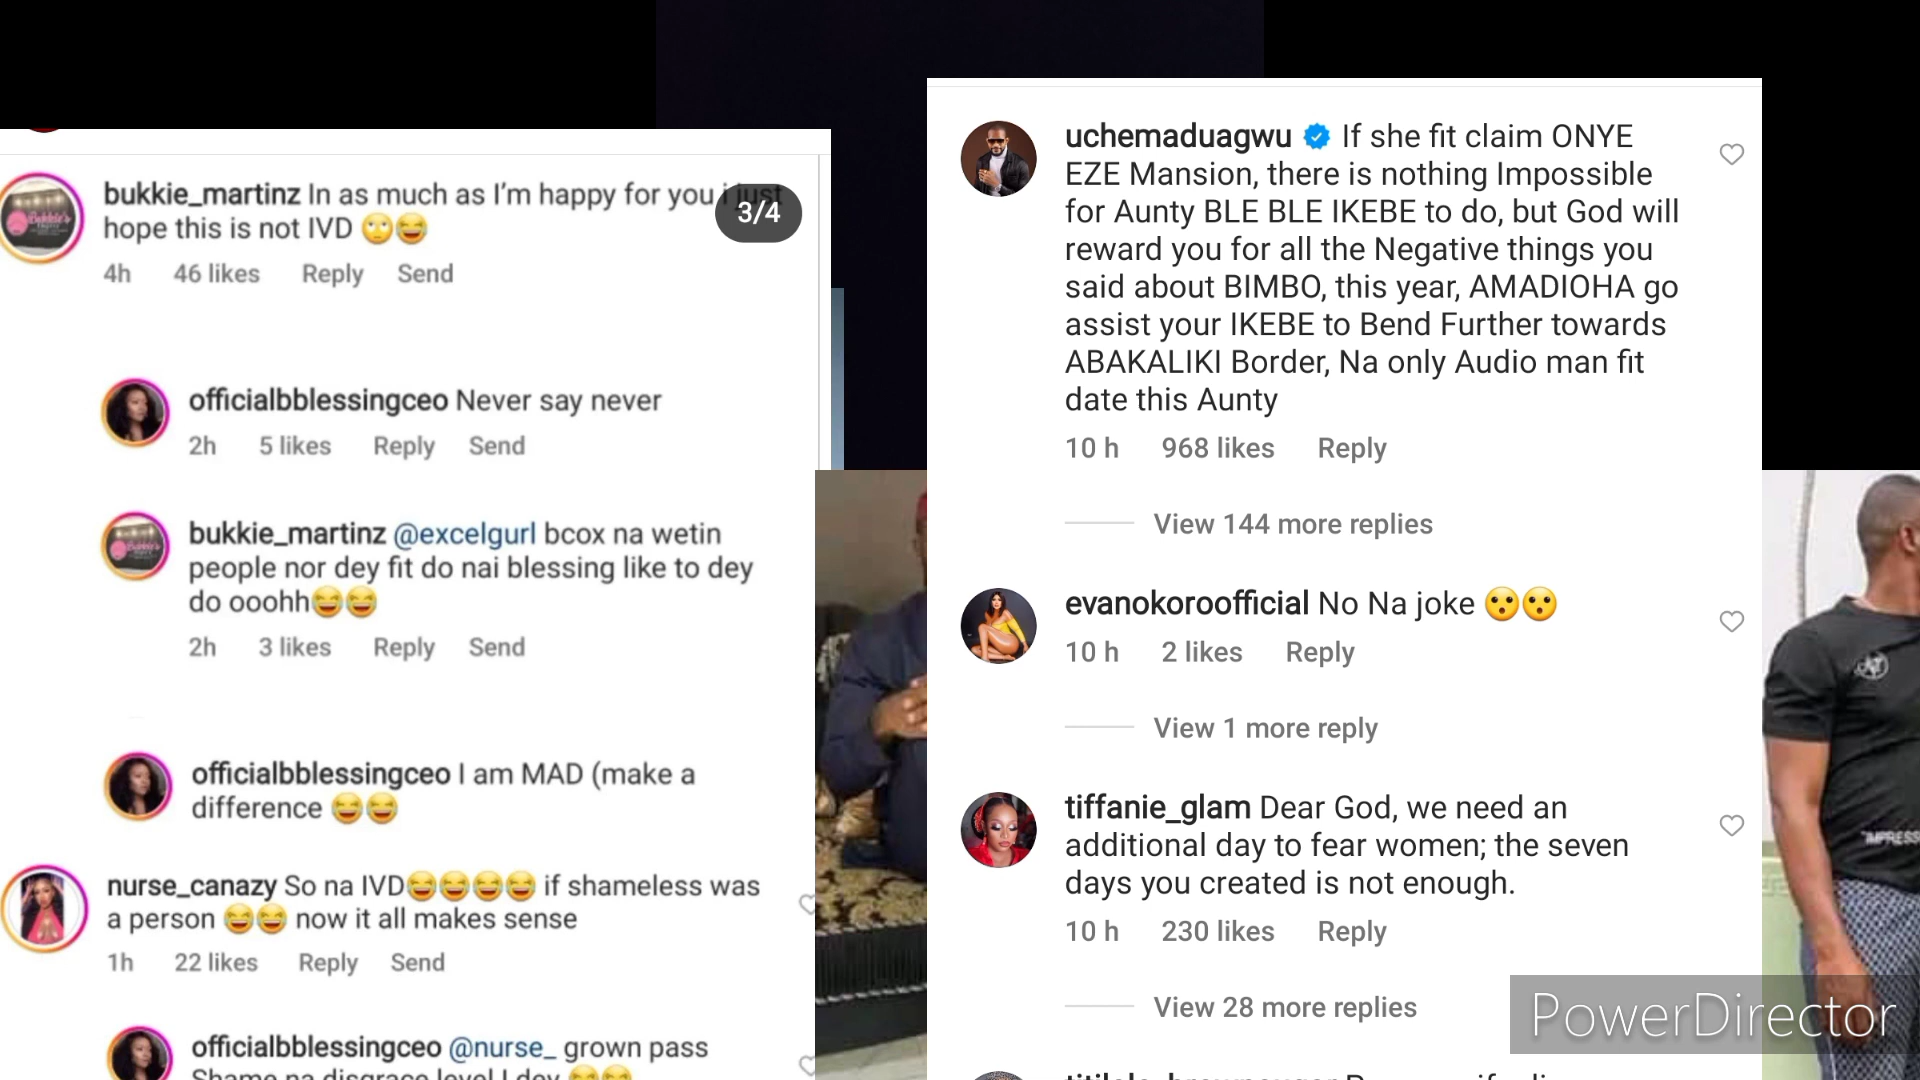 bukkie_martinz In as much as I'm happy for you i just
hope this is not IVD 🙄😂
3/4
4h 46 likes Reply Send
officialbblessingceo Never say never
2h 5 likes Reply Send
bukkie_martinz @excelgurl bcox na wetin
people nor dey fit do nai blessing like to dey
do ooohh😂😂
2h 3 likes Reply Send
officialbblessingceo I am MAD (make a
difference 😂😂
nurse_canazy So na IVD😂😂😂😂 if shameless was
a person 😂😂 now it all makes sense
1h 22 likes Reply Send
officialbblessingceo @nurse_ grown pass
Shame na disgrace level I dey 😂😂
uchemaduagwu If she fit claim ONYE
EZE Mansion, there is nothing Impossible
for Aunty BLE BLE IKEBE to do, but God will
reward you for all the Negative things you
said about BIMBO, this year, AMADIOHA go
assist your IKEBE to Bend Further towards
ABAKALIKI Border, Na only Audio man fit
date this Aunty
10 h 968 likes Reply
View 144 more replies
evanokoroofficial No Na joke 😮😮
10 h 2 likes Reply
View 1 more reply
tiffanie_glam Dear God, we need an
additional day to fear women; the seven
days you created is not enough.
10 h 230 likes Reply
View 28 more replies
PowerDirector